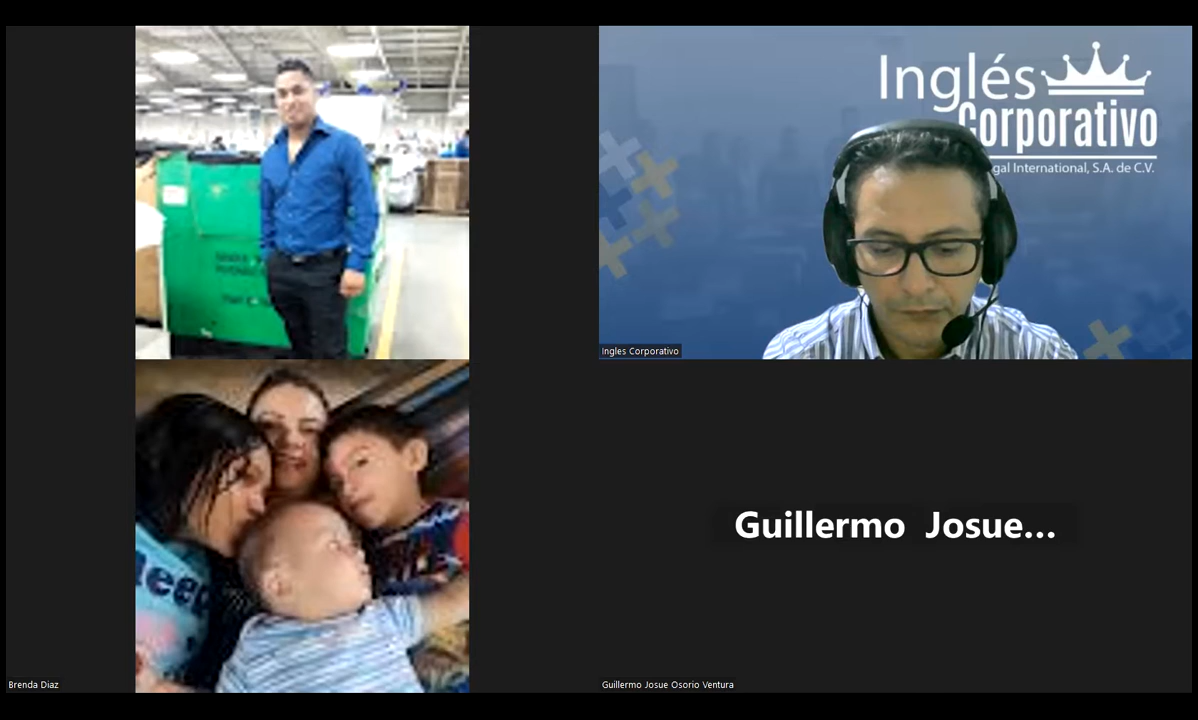 Inglés
Corporativo
gal International, S.A. de C.V.
Ingles Corporativo
Guillermo Josue...
Brenda Diaz
Guillermo Josue Osorio Ventura